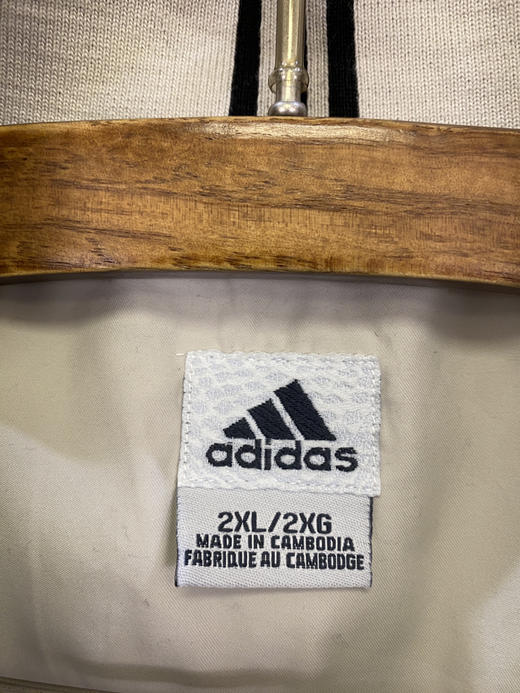 adidas
2XL/2XG
MADE IN CAMBODIA
FABRIQUE AU CAMBODGE